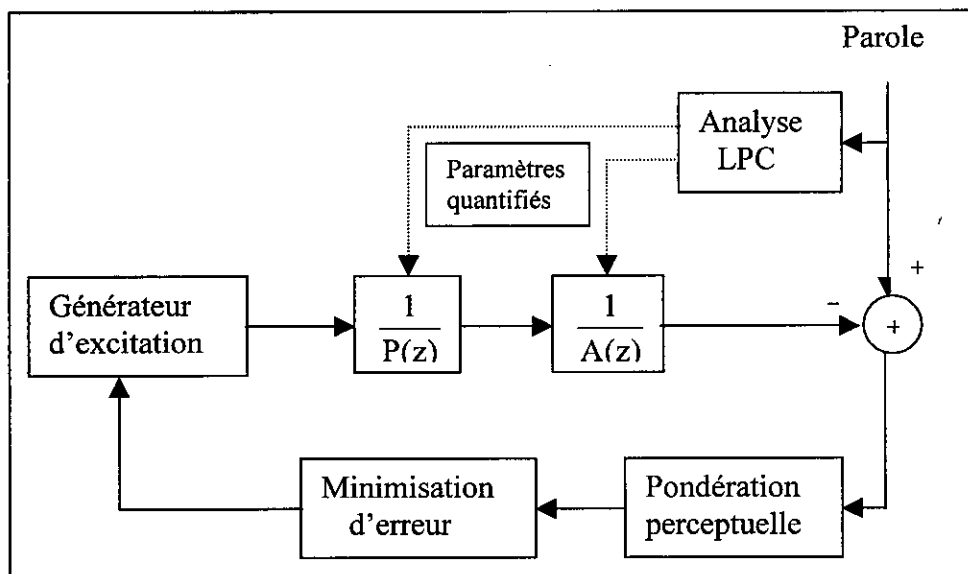 Parole
Analyse
LPC
Paramètres
quantifiés
+
Générateur
d'excitation
1
P(z)
1
A(z)
−
+
Minimisation
d'erreur
Pondération
perceptuelle